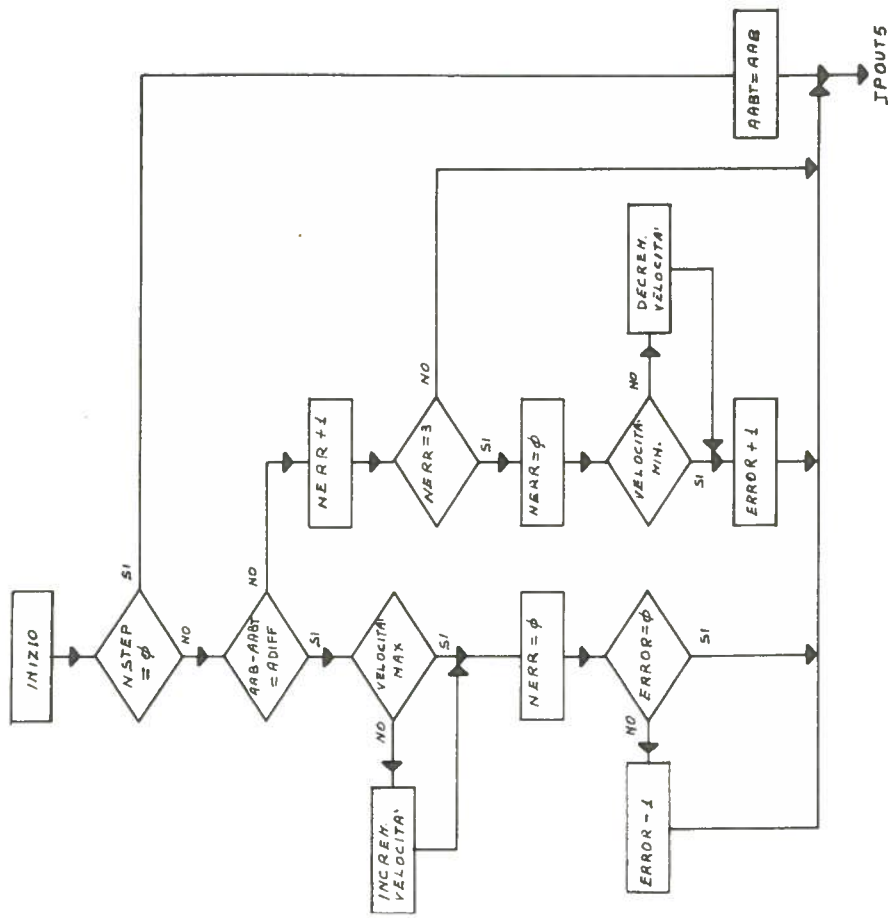 INIZIO
NSTEP
= ϕ
SI
NO
AAB-AABT
= ADIFF
NO
SI
VELOCITA'
MAX
NO
SI
INCREM.
VELOCITA'
NERR = ϕ
ERROR = ϕ
NO
SI
ERROR - 1
NERR + 1
NERR = 3
NO
SI
NERR = ϕ
VELOCITA'
MIN.
NO
SI
DECREM.
VELOCITA'
ERROR + 1
AABT = AAB
JPOUT5